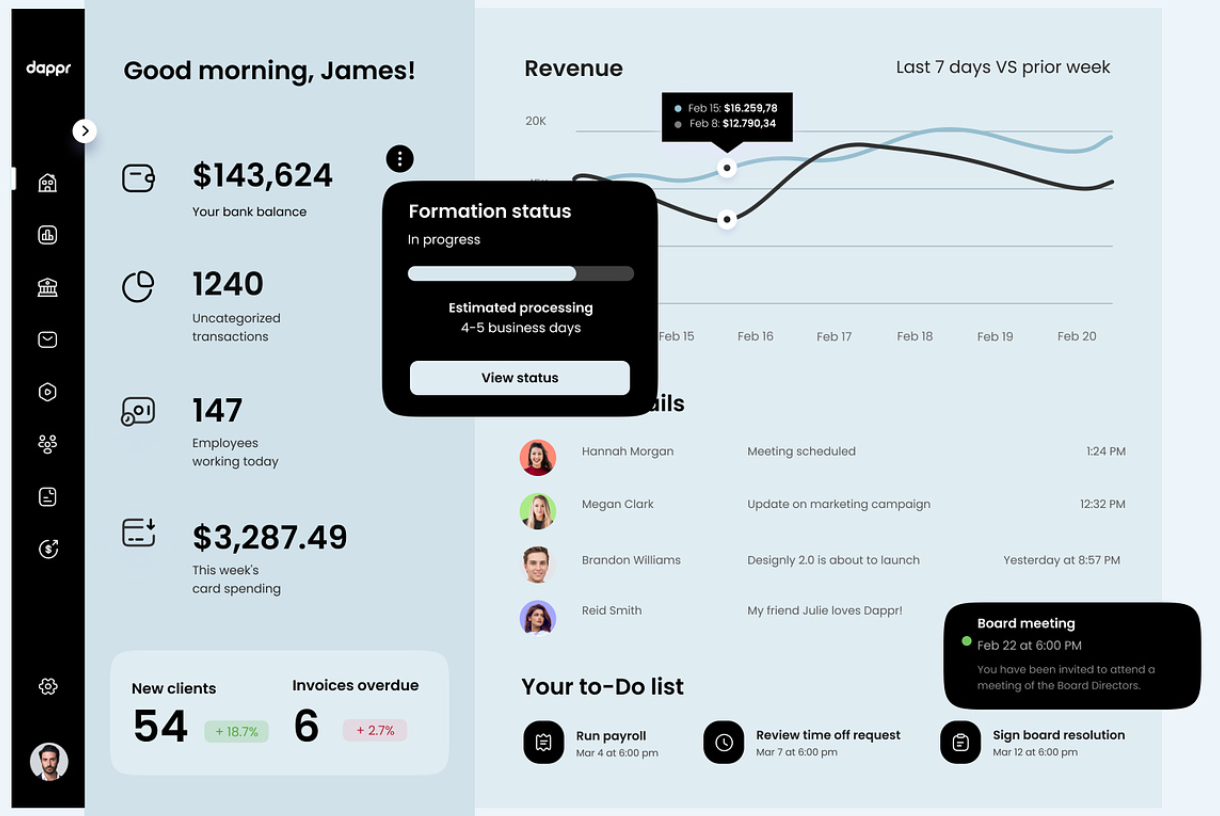 dappr
Good morning, James!
$143,624
Your bank balance
1240
Uncategorized
transactions
147
Employees
working today
$3,287.49
This week's
card spending
New clients
54
+ 18.7%
Invoices overdue
6
+ 2.7%
Formation status
In progress
Estimated processing
4-5 business days
View status
Revenue
Last 7 days VS prior week
Feb 15: $16.259,78
Feb 8: $12.790,34
20K
Feb 15 Feb 16 Feb 17 Feb 18 Feb 19 Feb 20
Hannah Morgan Meeting scheduled 1:24 PM
Megan Clark Update on marketing campaign 12:32 PM
Brandon Williams Designly 2.0 is about to launch Yesterday at 8:57 PM
Reid Smith My friend Julie loves Dappr!
Board meeting
Feb 22 at 6:00 PM
You have been invited to attend a
meeting of the Board Directors.
Your to-Do list
Run payroll
Mar 4 at 6:00 pm
Review time off request
Mar 7 at 6:00 pm
Sign board resolution
Mar 12 at 6:00 pm